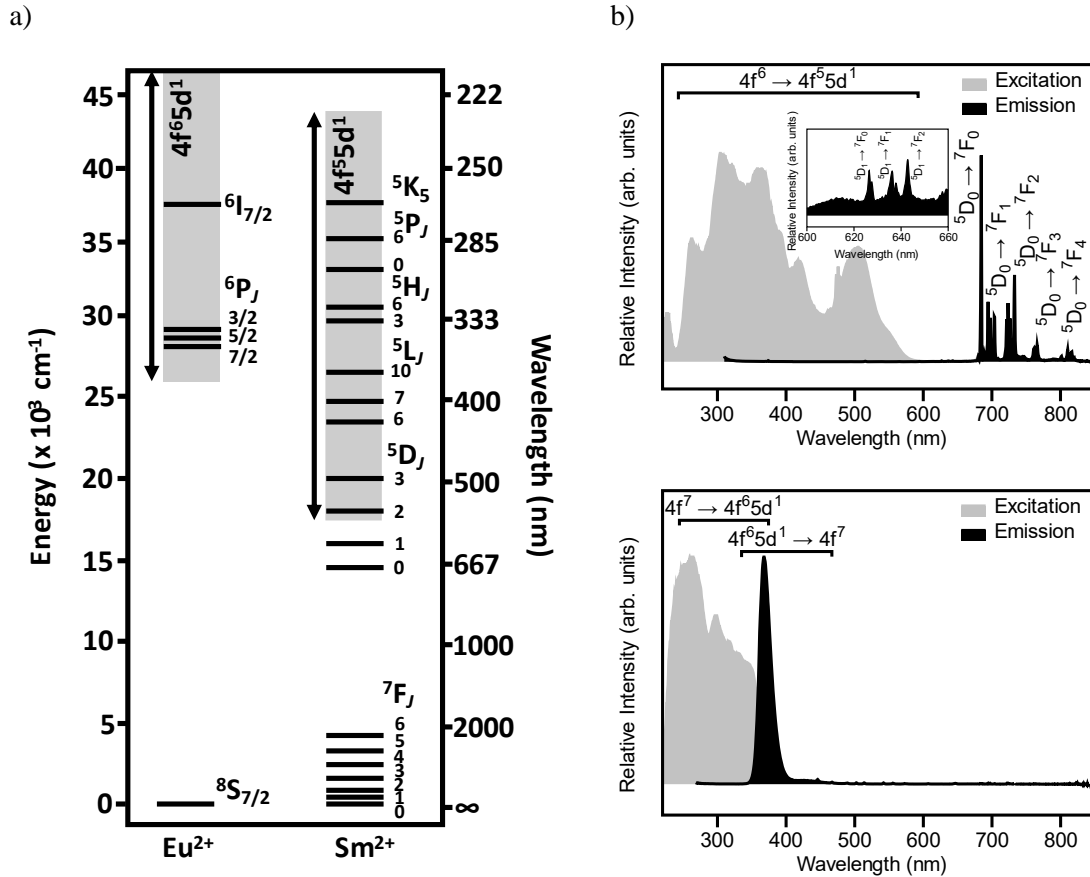 a)
Energy (x 10³ cm⁻¹)
45
40
35
30
25
20
15
10
5
0
4f⁶5d¹
⁶I₇/₂
⁶P_J
3/2
5/2
7/2
⁸S₇/₂
Eu²⁺
4f⁵5d¹
⁵K₅
⁵P_J
6
0
⁵H_J
6
3
⁵L_J
10
7
6
⁵D_J
3
2
1
0
⁷F_J
6
5
4
3
2
1
0
Sm²⁺
222
250
285
333
400
500
667
1000
2000
∞
Wavelength (nm)
b)
4f⁶ → 4f⁵5d¹
Excitation
Emission
Relative Intensity (arb. units)
Relative Intensity (arb. units)
⁵D₁→⁷F₀
⁵D₁→⁷F₁
⁵D₁→⁷F₂
600 620 640 660
Wavelength (nm)
⁵D₀→⁷F₀
⁵D₀→⁷F₁
⁵D₀→⁷F₂
⁵D₀→⁷F₃
⁵D₀→⁷F₄
300 400 500 600 700 800
Wavelength (nm)
4f⁷ → 4f⁶5d¹
4f⁶5d¹ → 4f⁷
Excitation
Emission
Relative Intensity (arb. units)
300 400 500 600 700 800
Wavelength (nm)